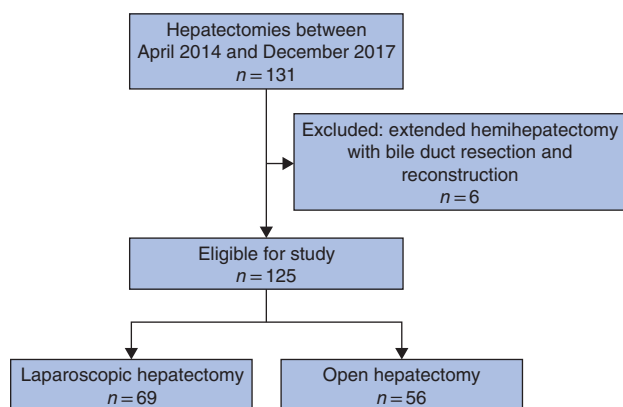 Hepatectomies between
April 2014 and December 2017
n = 131
Excluded: extended hemihepatectomy
with bile duct resection and
reconstruction
n = 6
Eligible for study
n = 125
Laparoscopic hepatectomy
n = 69
Open hepatectomy
n = 56